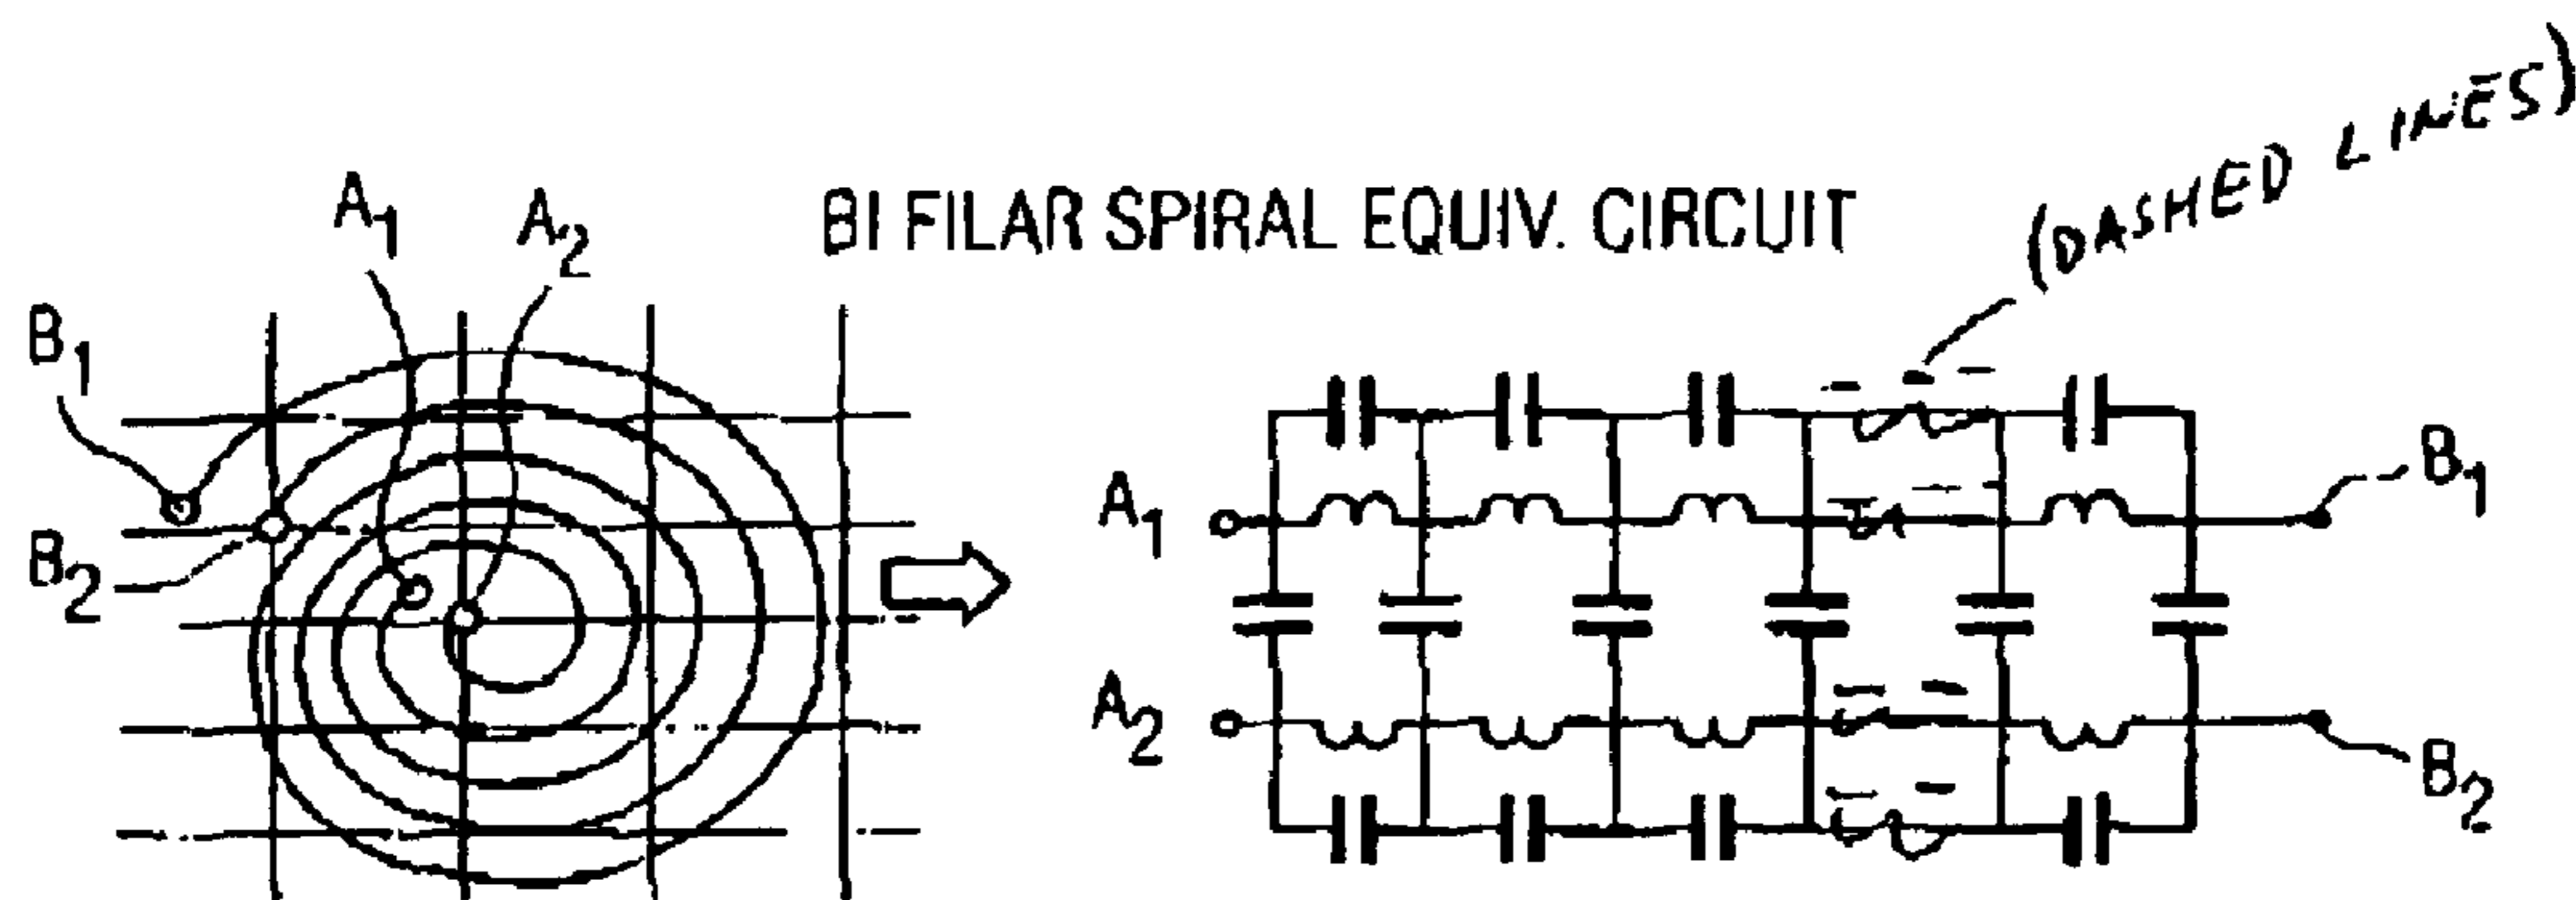 (DASHED LINES)
BI FILAR SPIRAL EQUIV. CIRCUIT
A1
A2
B1
B2
A1
A2
B1
B2